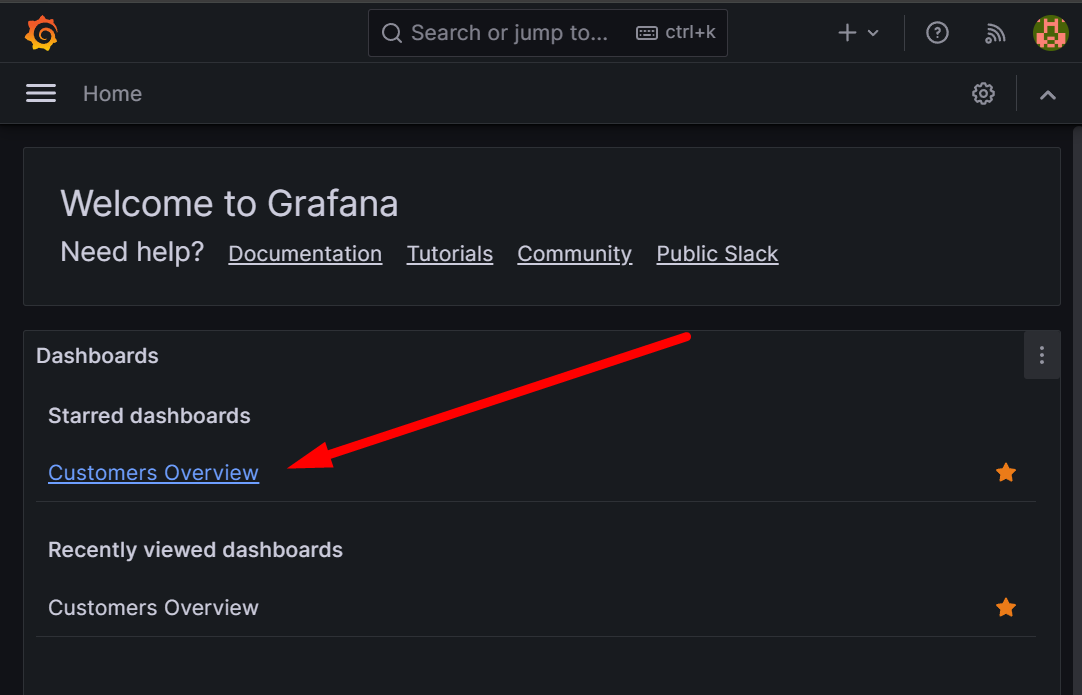 Search or jump to... ctrl+k
Home
Welcome to Grafana
Need help? Documentation Tutorials Community Public Slack
Dashboards
Starred dashboards
Customers Overview
Recently viewed dashboards
Customers Overview